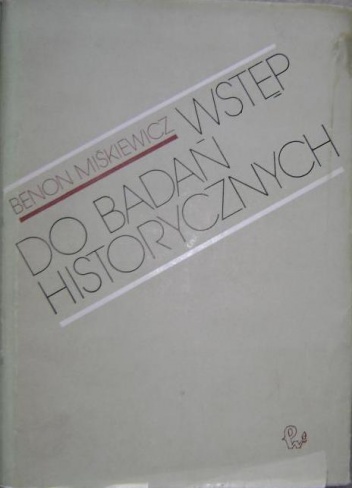 BENON MIŚKIEWICZ WSTĘP
DO BADAŃ
HISTORYCZNYCH